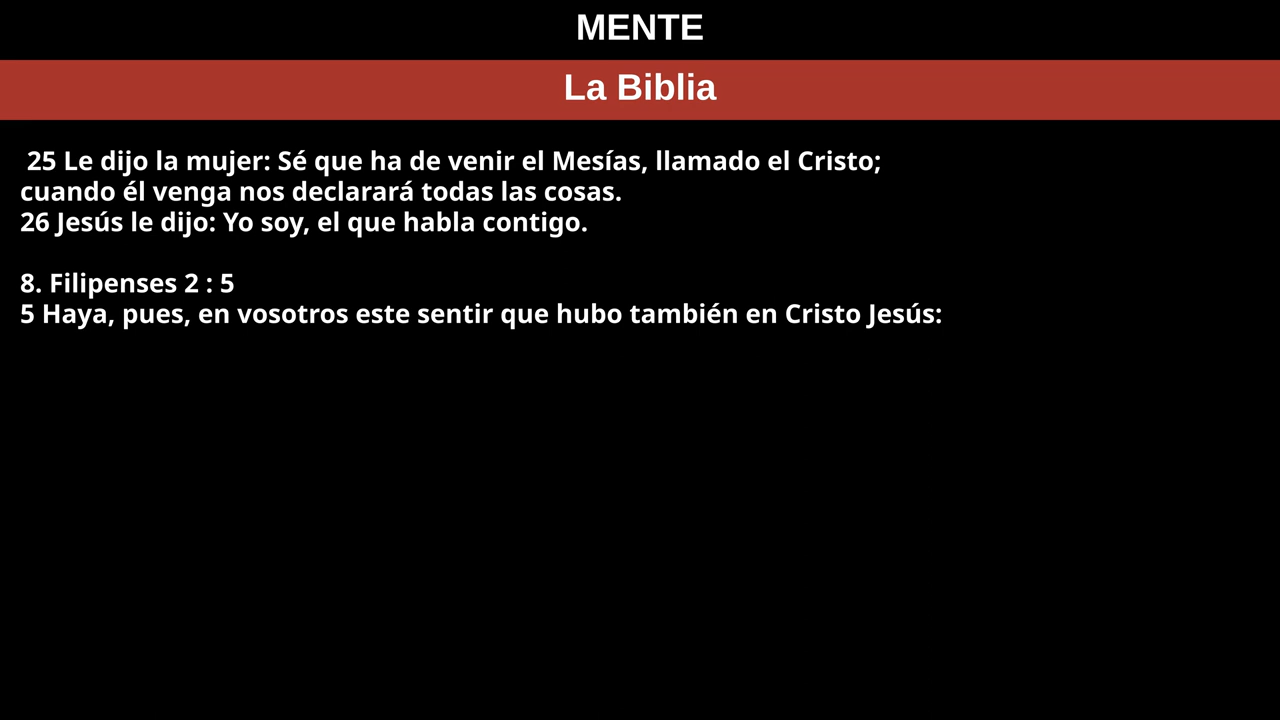 MENTE
La Biblia
25 Le dijo la mujer: Sé que ha de venir el Mesías, llamado el Cristo;
cuando él venga nos declarará todas las cosas.
26 Jesús le dijo: Yo soy, el que habla contigo.
8. Filipenses 2 : 5
5 Haya, pues, en vosotros este sentir que hubo también en Cristo Jesús: